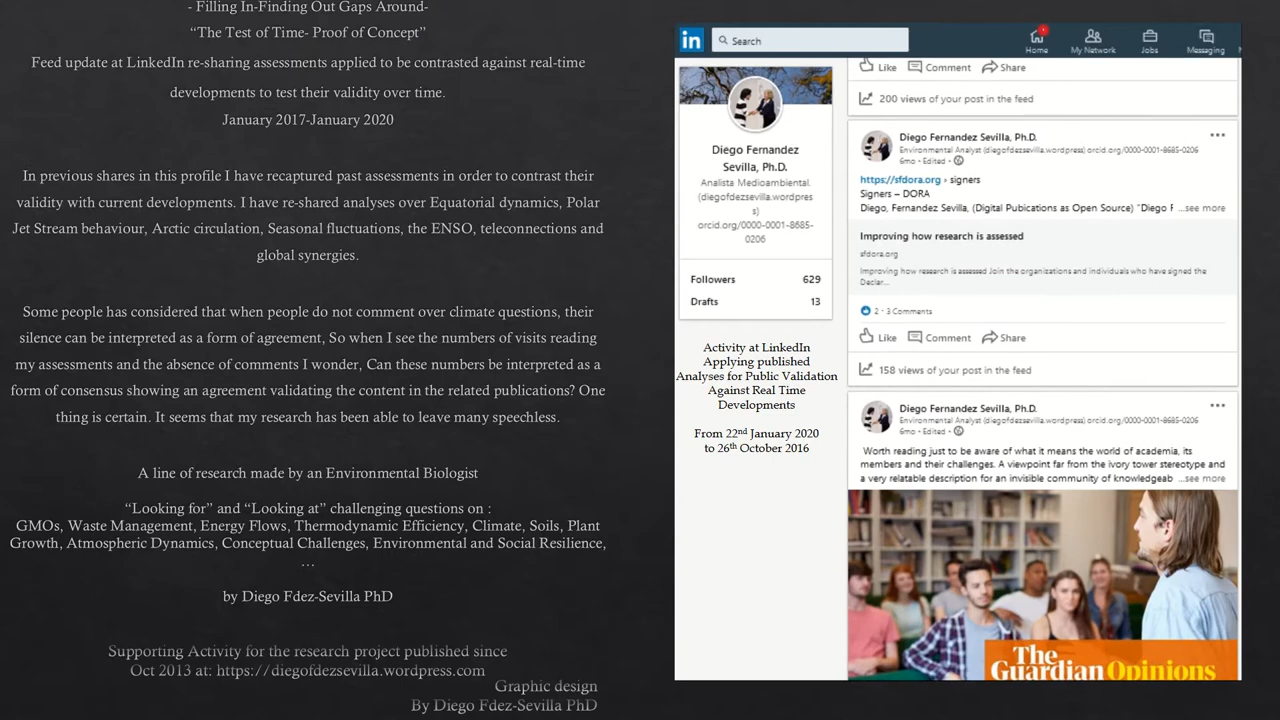 - Filling In-Finding Out Gaps Around-
“The Test of Time- Proof of Concept”
Feed update at LinkedIn re-sharing assessments applied to be contrasted against real-time
developments to test their validity over time.
January 2017-January 2020
In previous shares in this profile I have recaptured past assessments in order to contrast their
validity with current developments. I have re-shared analyses over Equatorial dynamics, Polar
Jet Stream behaviour, Arctic circulation, Seasonal fluctuations, the ENSO, teleconnections and
global synergies.
Some people has considered that when people do not comment over climate questions, their
silence can be interpreted as a form of agreement, So when I see the numbers of visits reading
my assessments and the absence of comments I wonder, Can these numbers be interpreted as a
form of consensus showing an agreement validating the content in the related publications? One
thing is certain. It seems that my research has been able to leave many speechless.
A line of research made by an Environmental Biologist
“Looking for” and “Looking at” challenging questions on :
GMOs, Waste Management, Energy Flows, Thermodynamic Efficiency, Climate, Soils, Plant
Growth, Atmospheric Dynamics, Conceptual Challenges, Environmental and Social Resilience,
…
by Diego Fdez-Sevilla PhD
Supporting Activity for the research project published since
Oct 2013 at: https://diegofdezsevilla.wordpress.com
Graphic design
By Diego Fdez-Sevilla PhD
in
Search
Home
My Network
Jobs
Messaging
Diego Fernandez
Sevilla, Ph.D.
Analista Medioambiental
(diegofdezsevilla.wordpres
s)
orcid.org/0000-0001-8685-
0206
Followers 629
Drafts 13
Activity at LinkedIn
Applying published
Analyses for Public Validation
Against Real Time
Developments
From 22nd January 2020
to 26th October 2016
Like Comment Share
200 views of your post in the feed
Diego Fernandez Sevilla, Ph.D.
Environmental Analyst (diegofdezsevilla.wordpress) orcid.org/0000-0001-8685-0206
6mo • Edited •
https://sfdora.org › signers
Signers – DORA
Diego, Fernandez Sevilla, (Digital Pubications as Open Source) "Diego F ...see more
Improving how research is assessed
sfdora.org
Improving how research is assessed Join the organizations and individuals who have signed the
Declar...
2 • 3 Comments
Like Comment Share
158 views of your post in the feed
Diego Fernandez Sevilla, Ph.D.
Environmental Analyst (diegofdezsevilla.wordpress) orcid.org/0000-0001-8685-0206
6mo • Edited •
Worth reading just to be aware of what it means the world of academia, its
members and their challenges. A viewpoint far from the ivory tower stereotype and
a very relatable description for an invisible community of knowledgeab ...see more
The
Guardian Opinions